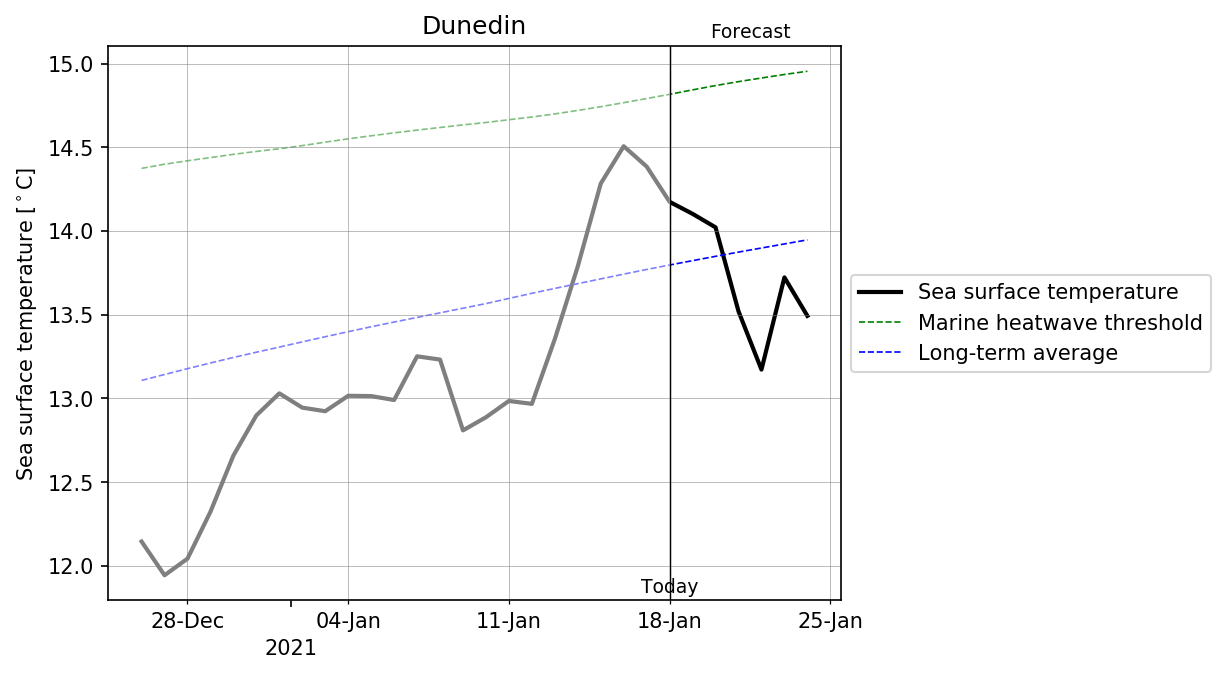 Dunedin
Forecast
15.0
14.5
14.0
13.5
13.0
12.5
12.0
Sea surface temperature [°C]
Today
28-Dec
04-Jan
11-Jan
18-Jan
25-Jan
2021
Sea surface temperature
Marine heatwave threshold
Long-term average